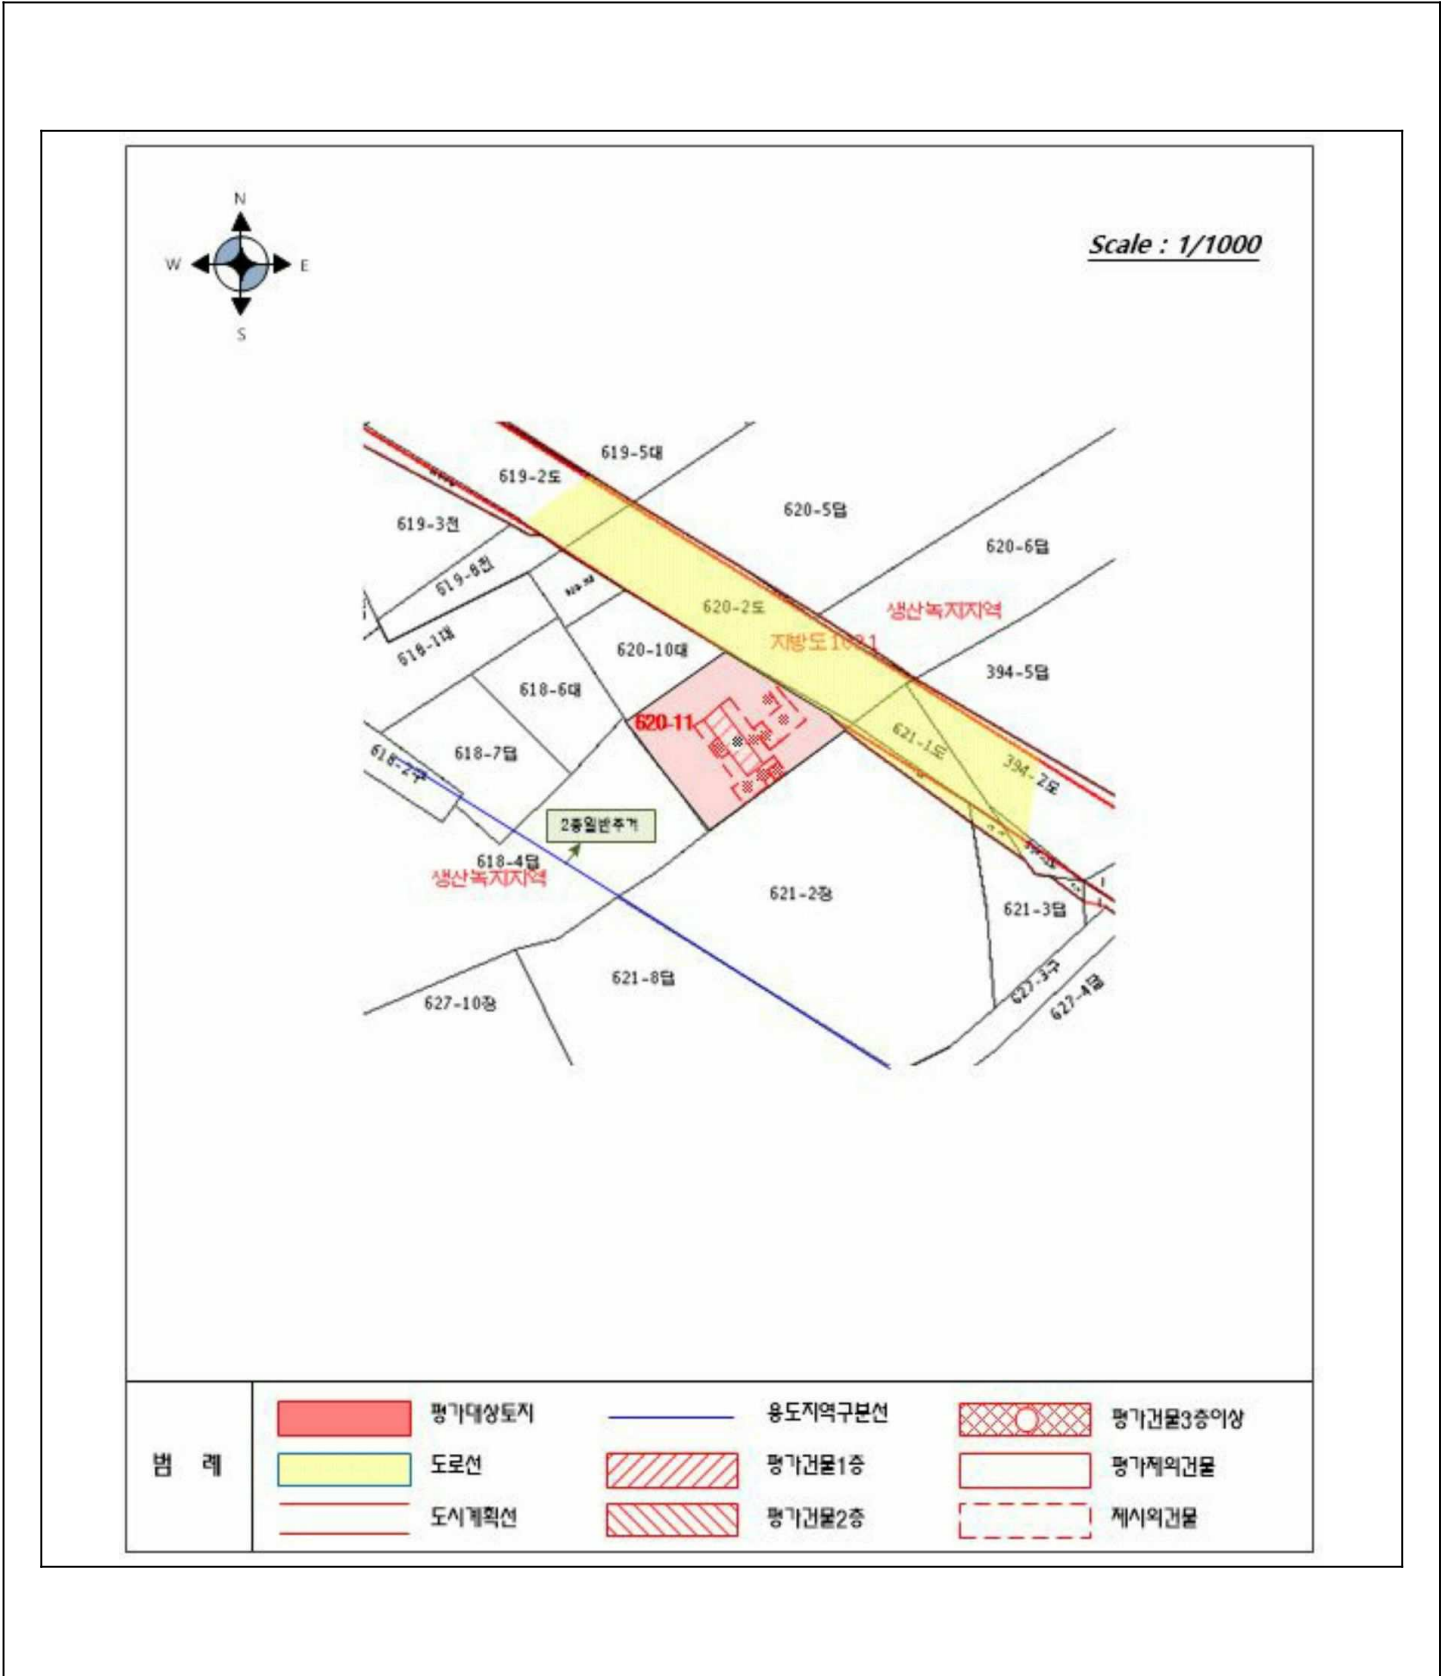 N
W E
S
Scale : 1/1000
619-5대
619-2도
620-5답
619-3전
620-6답
619-8전
620-2도
생산녹지지역
618-1대
지방도
620-10대
394-5답
618-6대
620-11
621-1도
618-7답
618-2구
394-2도
2종일반주거
618-4답
생산녹지지역
621-2장
621-3답
621-8답
627-3구
627-10장
627-4답
범 례
평가대상토지
용도지역구분선
평가건물3층이상
도로선
평가건물1층
평가제외건물
도시계획선
평가건물2층
제시외건물